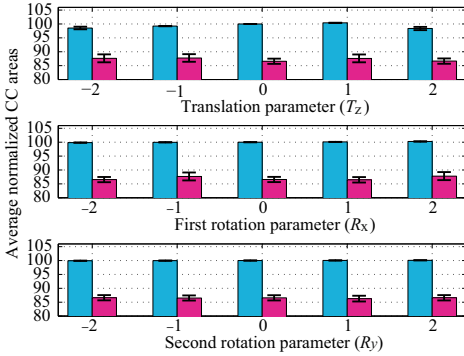 Average normalized CC areas
105
100
95
90
85
80
−2 −1 0 1 2
Translation parameter (Tz)
105
100
95
90
85
80
−2 −1 0 1 2
First rotation parameter (Rx)
105
100
95
90
85
80
−2 −1 0 1 2
Second rotation parameter (Ry)